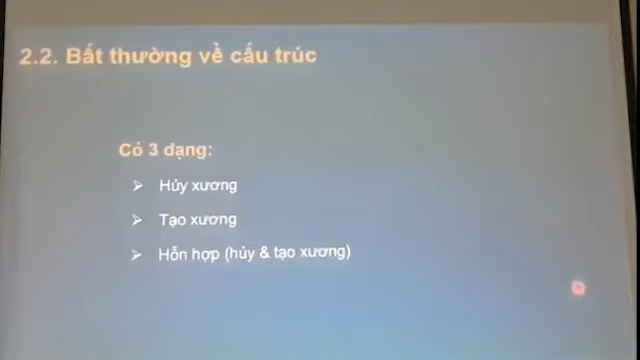 2.2. Bất thường về cấu trúc
Có 3 dạng:
Hủy xương
Tạo xương
Hỗn hợp (hủy & tạo xương)